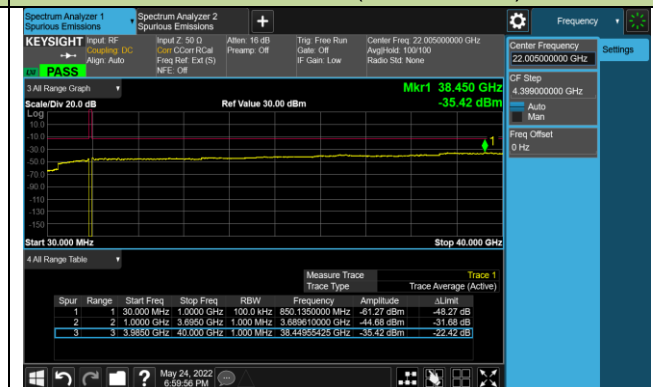 Spectrum Analyzer 1
Spurious Emissions
Spectrum Analyzer 2
Spurious Emissions
+
Frequency
KEYSIGHT
Input: RF
Coupling: DC
Align: Auto
Input Z: 50 Ω
Corr CCorr RCal
Freq Ref: Ext (S)
NFE: Off
Atten: 16 dB
Preamp: Off
Trig: Free Run
Gate: Off
IF Gain: Low
Center Freq: 22.005000000 GHz
Avg|Hold: 100/100
Radio Std: None
LM PASS
Center Frequency
22.005000000 GHz
Settings
CF Step
4.399000000 GHz
Auto
Man
Freq Offset
0 Hz
3 All Range Graph
Mkr1 38.450 GHz
-35.42 dBm
Scale/Div 20.0 dB
Ref Value 30.00 dBm
Log
10.0
-10.0
-30.0
-50.0
-70.0
-90.0
-110
-130
-150
1
Start 30.000 MHz
Stop 40.000 GHz
4 All Range Table
Measure Trace Trace 1
Trace Type Trace Average (Active)
Spur Range Start Freq Stop Freq RBW Frequency Amplitude ΔLimit
1 1 30.000 MHz 1.0000 GHz 100.0 kHz 850.1350000 MHz -61.27 dBm -48.27 dB
2 2 1.0000 GHz 3.6950 GHz 1.000 MHz 3.689610000 GHz -44.68 dBm -31.68 dB
3 3 3.9850 GHz 40.000 GHz 1.000 MHz 38.44955425 GHz -35.42 dBm -22.42 dB
?
May 24, 2022
6:59:56 PM